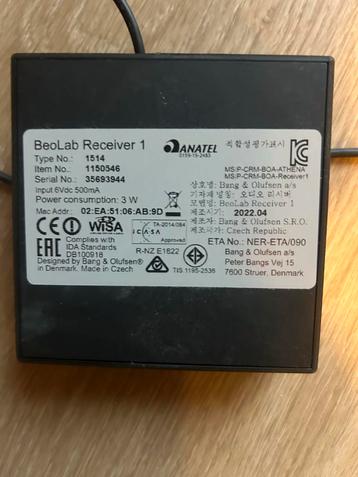 BeoLab Receiver 1
Type No.: 1514
Item No.: 1150546
Serial No.: 35693944
Input 6Vdc 500mA
Power consumption: 3 W
Mac Addr.: 02:EA:51:06:AB:9D
ANATEL
0159-15-2483
적합성평가표시
MSIP-CRM-BOA-ATHENA
MSIP-CRM-BOA-Receiver1
상호명: Bang & Olufsen a/s
기자재명칭: 오디오 리시버
모델명: BeoLab Receiver 1
제조시기: 2022.04
제조자: Bang & Olufsen S.R.O.
제조국가: Czech Republic
CE
WiSA
TA-2014/084
ICASA
Approved
EAC
Complies with
IDA Standards
DB100918
R-NZ E1622
Designed by Bang & Olufsen®
in Denmark. Made in Czech
TIS 1195-2536
ETA No.: NER-ETA/090
Bang & Olufsen a/s
Peter Bangs Vej 15
7600 Struer, Denmark